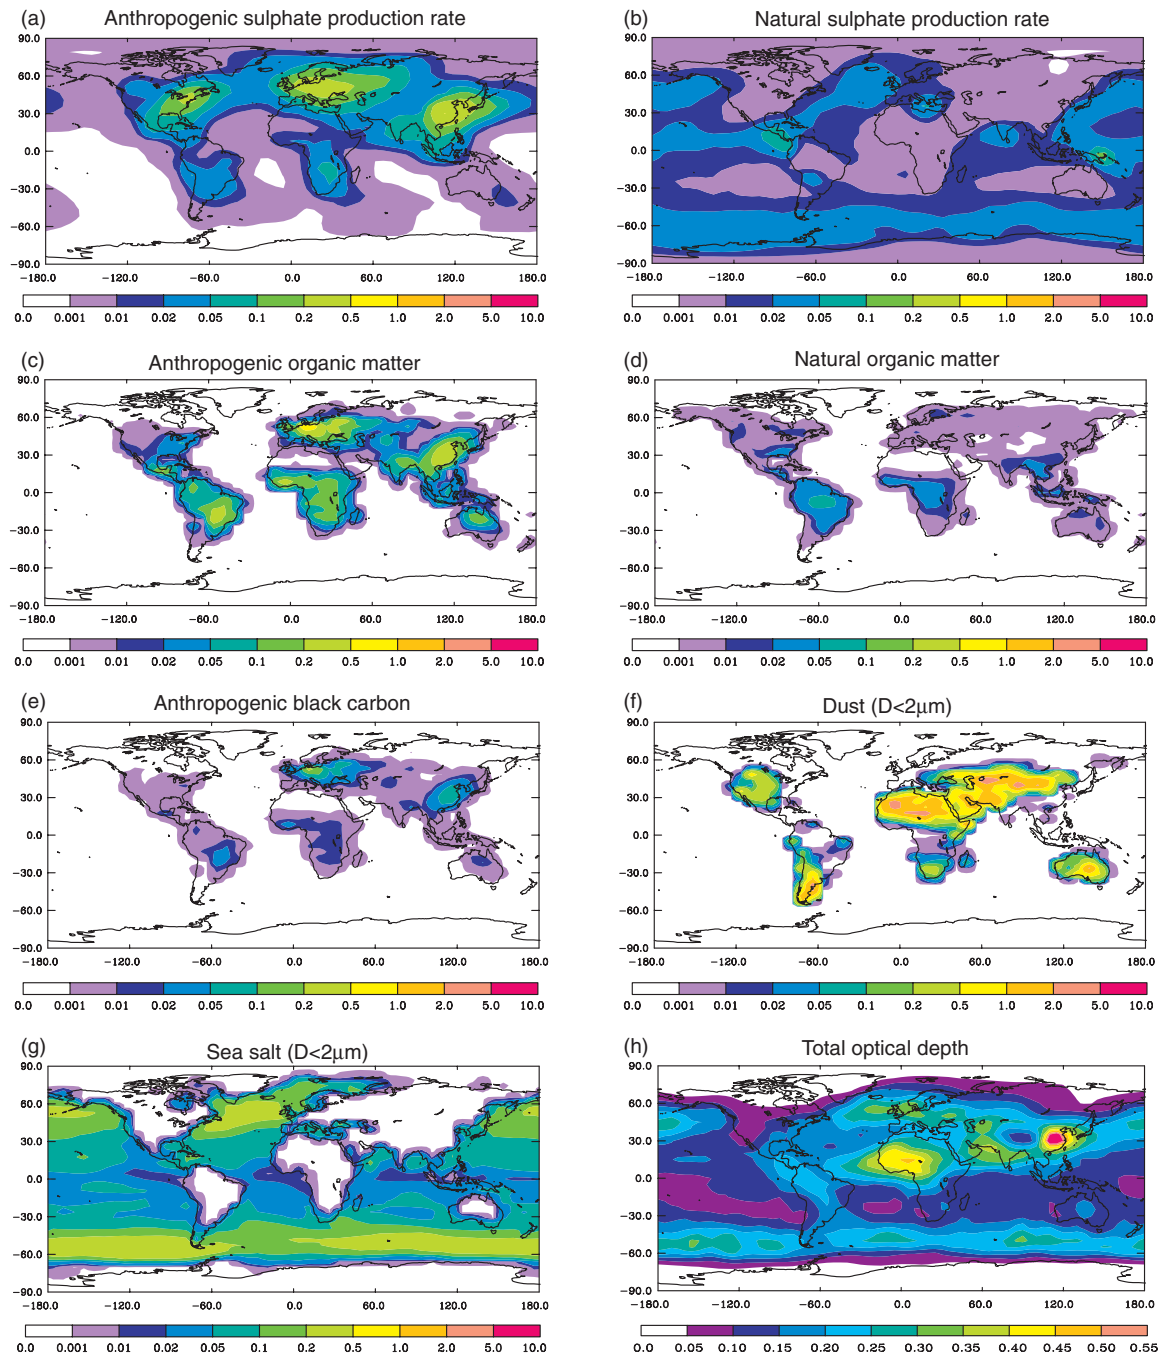 (a) Anthropogenic sulphate production rate
90.0
60.0
30.0
0.0
−30.0
−60.0
−90.0
−180.0 −120.0 −60.0 0.0 60.0 120.0 180.0
0.0 0.001 0.01 0.02 0.05 0.1 0.2 0.5 1.0 2.0 5.0 10.0
(b) Natural sulphate production rate
90.0
60.0
30.0
0.0
−30.0
−60.0
−90.0
−180.0 −120.0 −60.0 0.0 60.0 120.0 180.0
0.0 0.001 0.01 0.02 0.05 0.1 0.2 0.5 1.0 2.0 5.0 10.0
(c) Anthropogenic organic matter
90.0
60.0
30.0
0.0
−30.0
−60.0
−90.0
−180.0 −120.0 −60.0 0.0 60.0 120.0 180.0
0.0 0.001 0.01 0.02 0.05 0.1 0.2 0.5 1.0 2.0 5.0 10.0
(d) Natural organic matter
90.0
60.0
30.0
0.0
−30.0
−60.0
−90.0
−180.0 −120.0 −60.0 0.0 60.0 120.0 180.0
0.0 0.001 0.01 0.02 0.05 0.1 0.2 0.5 1.0 2.0 5.0 10.0
(e) Anthropogenic black carbon
90.0
60.0
30.0
0.0
−30.0
−60.0
−90.0
−180.0 −120.0 −60.0 0.0 60.0 120.0 180.0
0.0 0.001 0.01 0.02 0.05 0.1 0.2 0.5 1.0 2.0 5.0 10.0
(f) Dust (D<2μm)
90.0
60.0
30.0
0.0
−30.0
−60.0
−90.0
−180.0 −120.0 −60.0 0.0 60.0 120.0 180.0
0.0 0.001 0.01 0.02 0.05 0.1 0.2 0.5 1.0 2.0 5.0 10.0
(g) Sea salt (D<2μm)
90.0
60.0
30.0
0.0
−30.0
−60.0
−90.0
−180.0 −120.0 −60.0 0.0 60.0 120.0 180.0
0.0 0.001 0.01 0.02 0.05 0.1 0.2 0.5 1.0 2.0 5.0 10.0
(h) Total optical depth
90.0
60.0
30.0
0.0
−30.0
−60.0
−90.0
−180.0 −120.0 −60.0 0.0 60.0 120.0 180.0
0.0 0.05 0.10 0.15 0.20 0.25 0.30 0.35 0.40 0.45 0.50 0.55